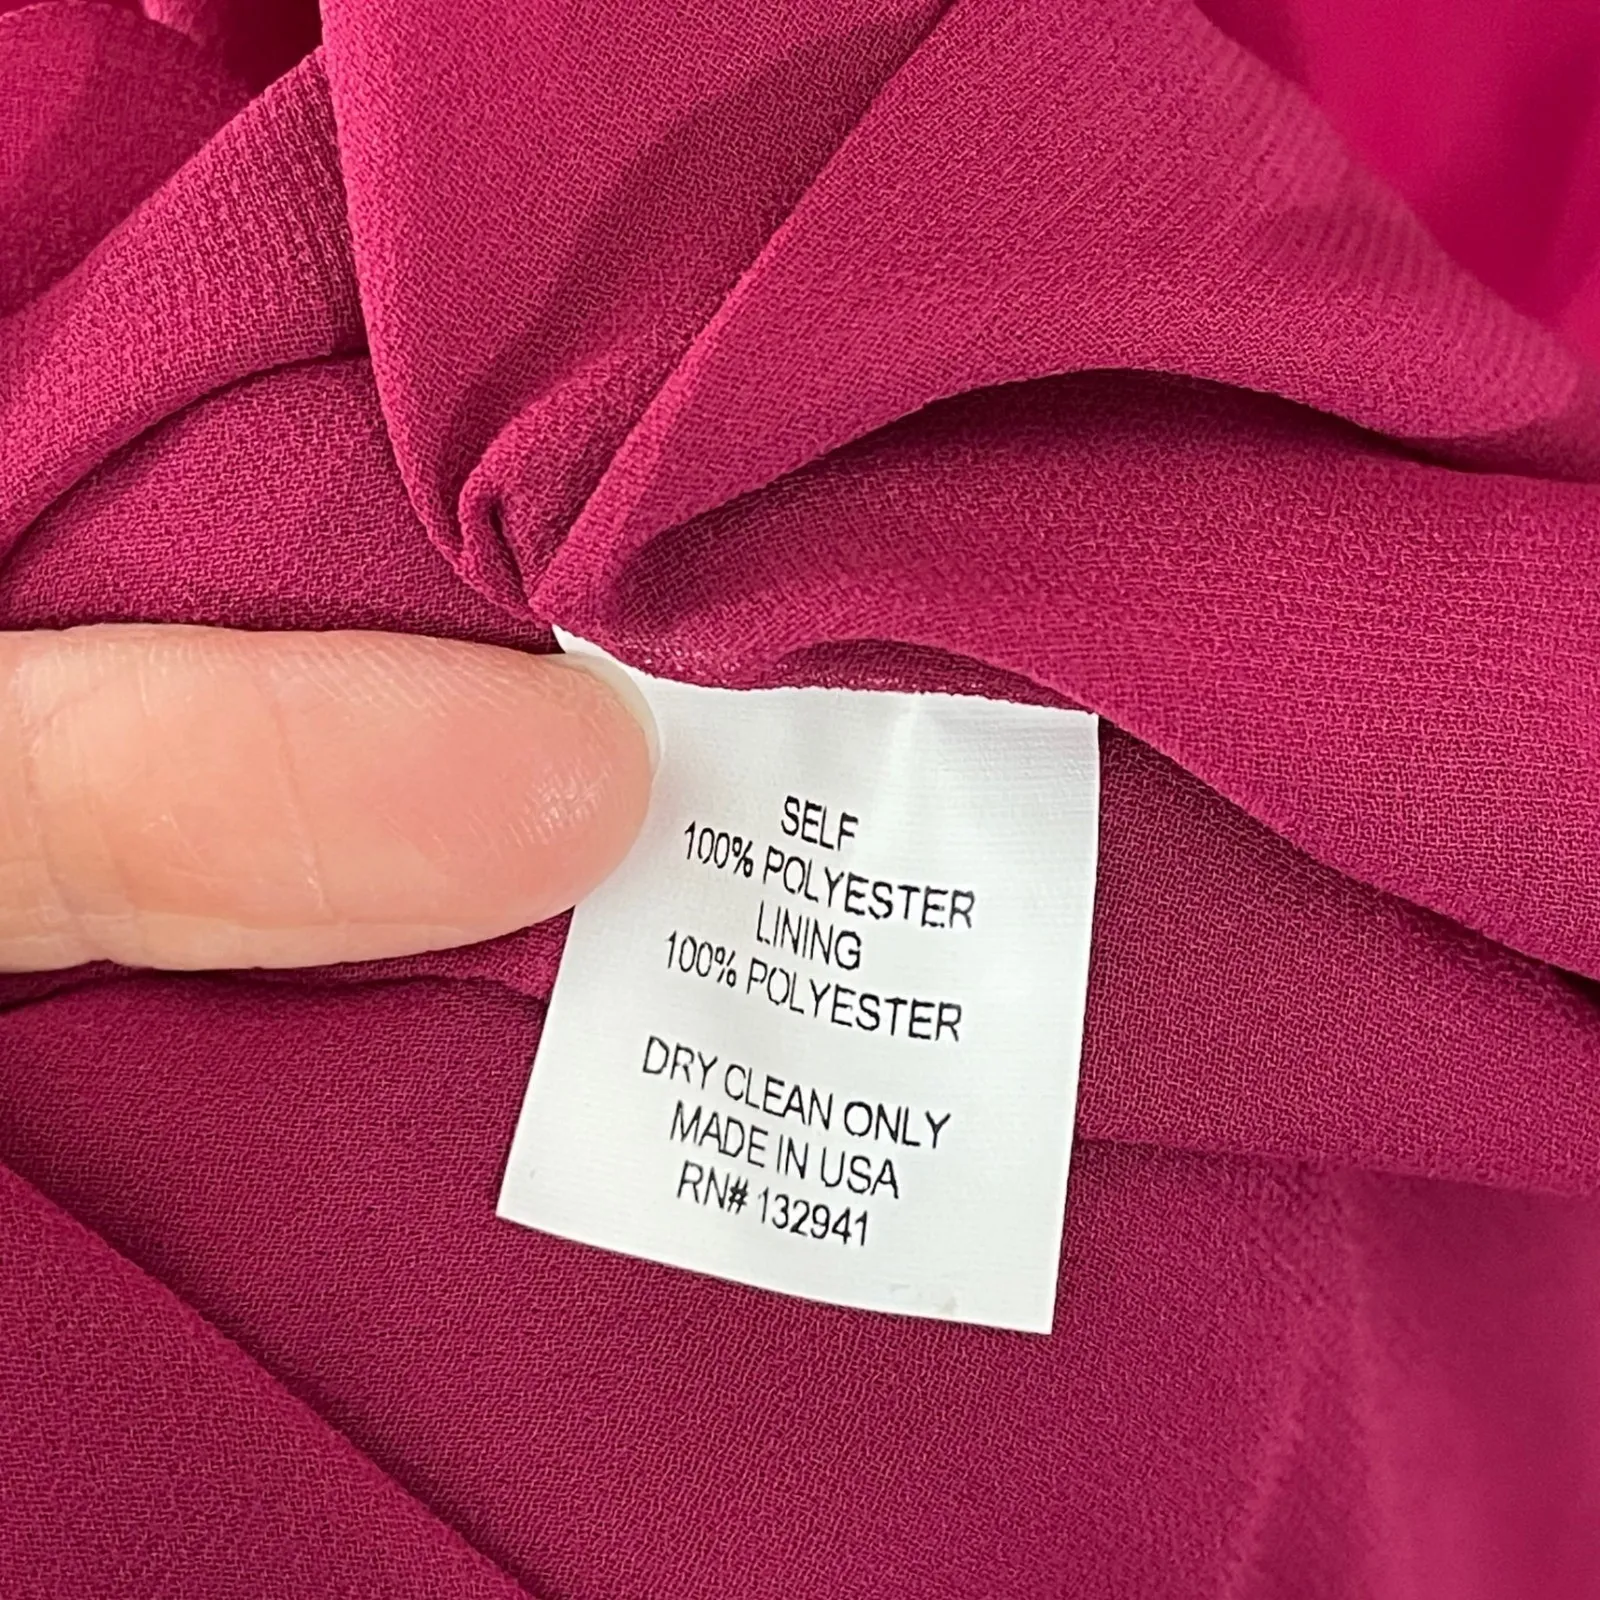 SELF
100% POLYESTER
LINING
100% POLYESTER
DRY CLEAN ONLY
MADE IN USA
RN# 132941